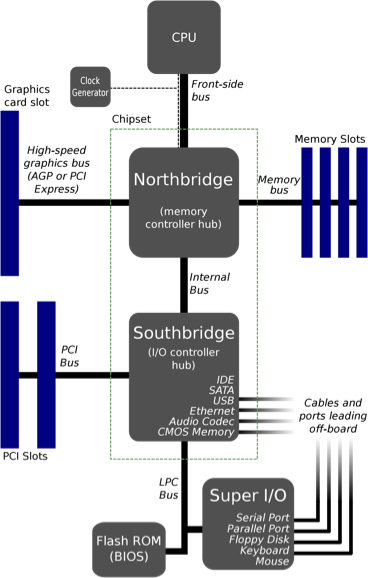 CPU
Clock
Generator
Front-side
bus
Graphics
card slot
Chipset
High-speed
graphics bus
(AGP or PCI
Express)
Northbridge
(memory
controller hub)
Memory
bus
Memory Slots
Internal
Bus
PCI
Bus
Southbridge
(I/O controller
hub)
IDE
SATA
USB
Ethernet
Audio Codec
CMOS Memory
Cables and
ports leading
off-board
PCI Slots
LPC
Bus
Super I/O
Serial Port
Parallel Port
Floppy Disk
Keyboard
Mouse
Flash ROM
(BIOS)